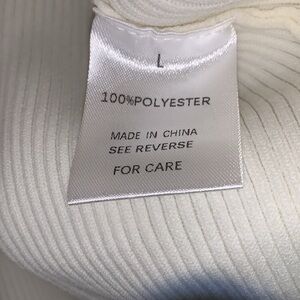 L
100%POLYESTER
MADE IN CHINA
SEE REVERSE
FOR CARE